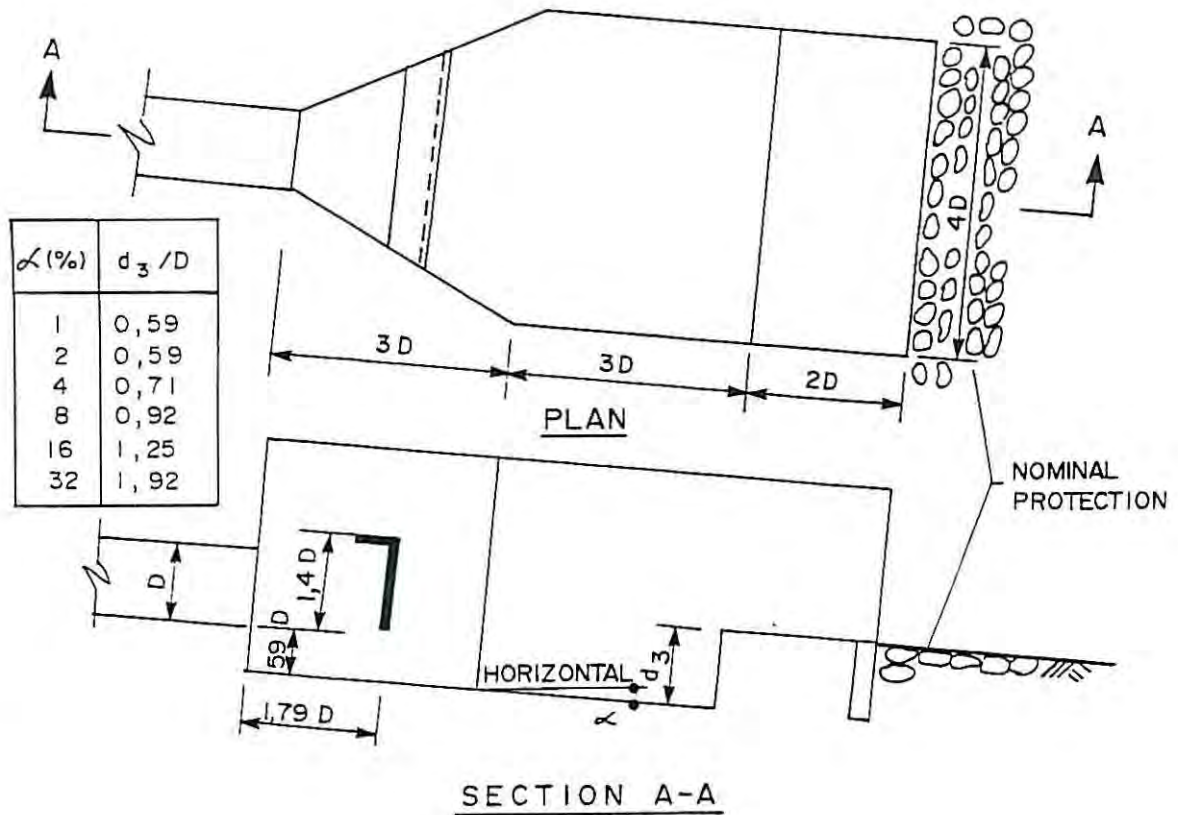 A
A
4D
∝(%) d3/D
1 0,59
2 0,59
4 0,71
8 0,92
16 1,25
32 1,92
3D
3D
2D
PLAN
NOMINAL
PROTECTION
D
1,4D
59 D
HORIZONTAL
d3
∝
1,79 D
SECTION A-A